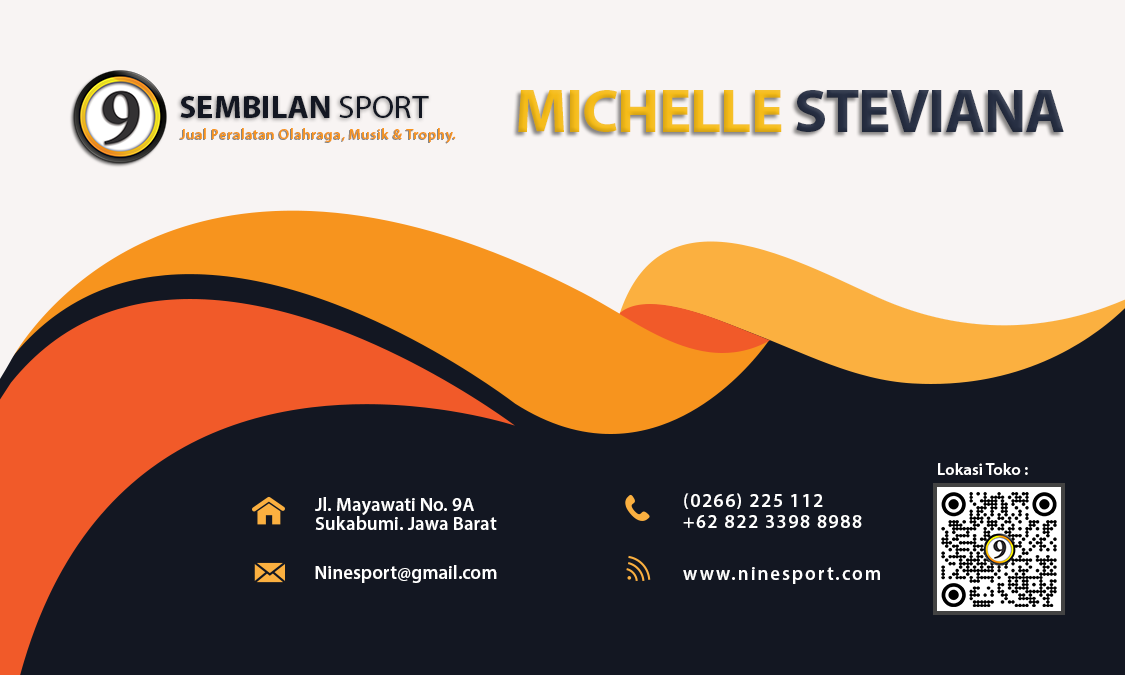 9
SEMBILAN SPORT
Jual Peralatan Olahraga, Musik & Trophy.
MICHELLE STEVIANA
Jl. Mayawati No. 9A
Sukabumi. Jawa Barat
Ninesport@gmail.com
(0266) 225 112
+62 822 3398 8988
www.ninesport.com
Lokasi Toko :
9